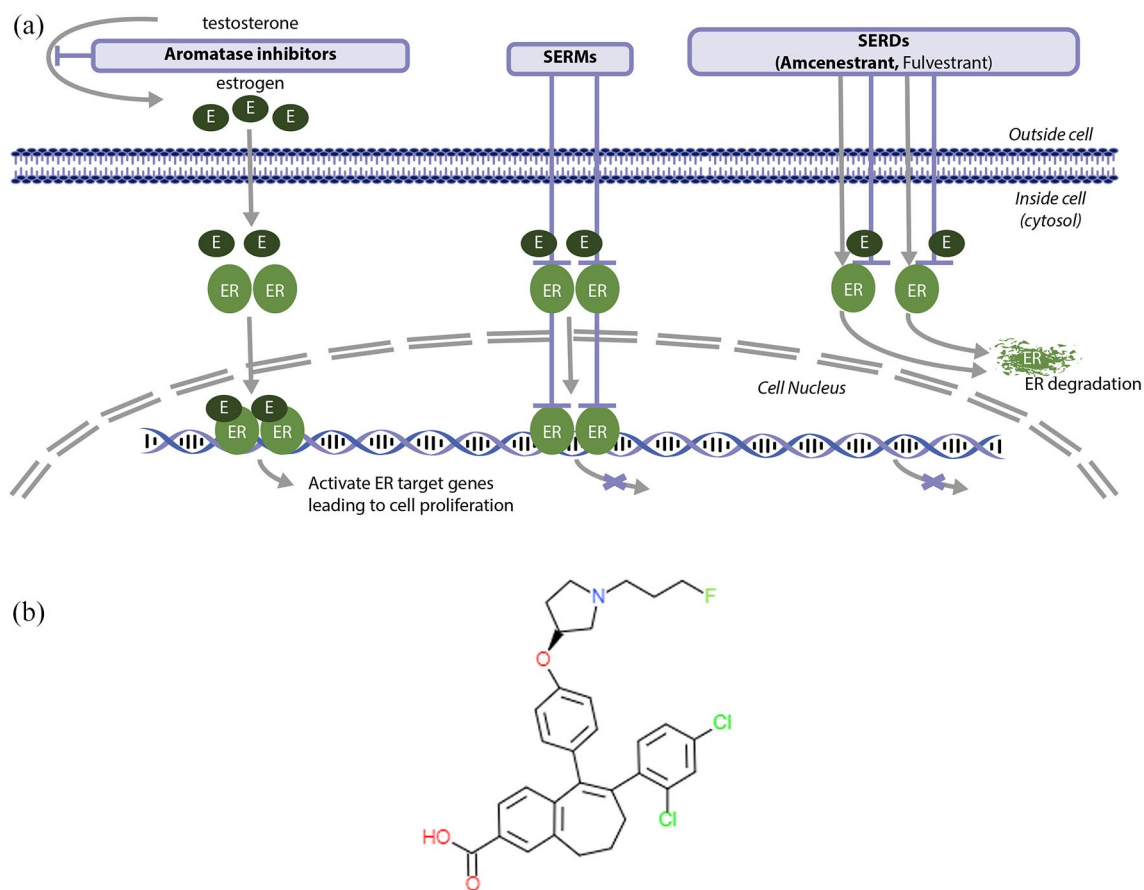 (a)
testosterone
Aromatase inhibitors
estrogen
SERMs
SERDs
(Amcenestrant, Fulvestrant)
E
E
E
Outside cell
Inside cell
(cytosol)
E
E
E
E
E
E
ER
ER
ER
ER
ER
ER
Cell Nucleus
ER
ER degradation
E
E
ER
ER
ER
ER
Activate ER target genes
leading to cell proliferation
(b)
N
F
O
Cl
Cl
HO
O